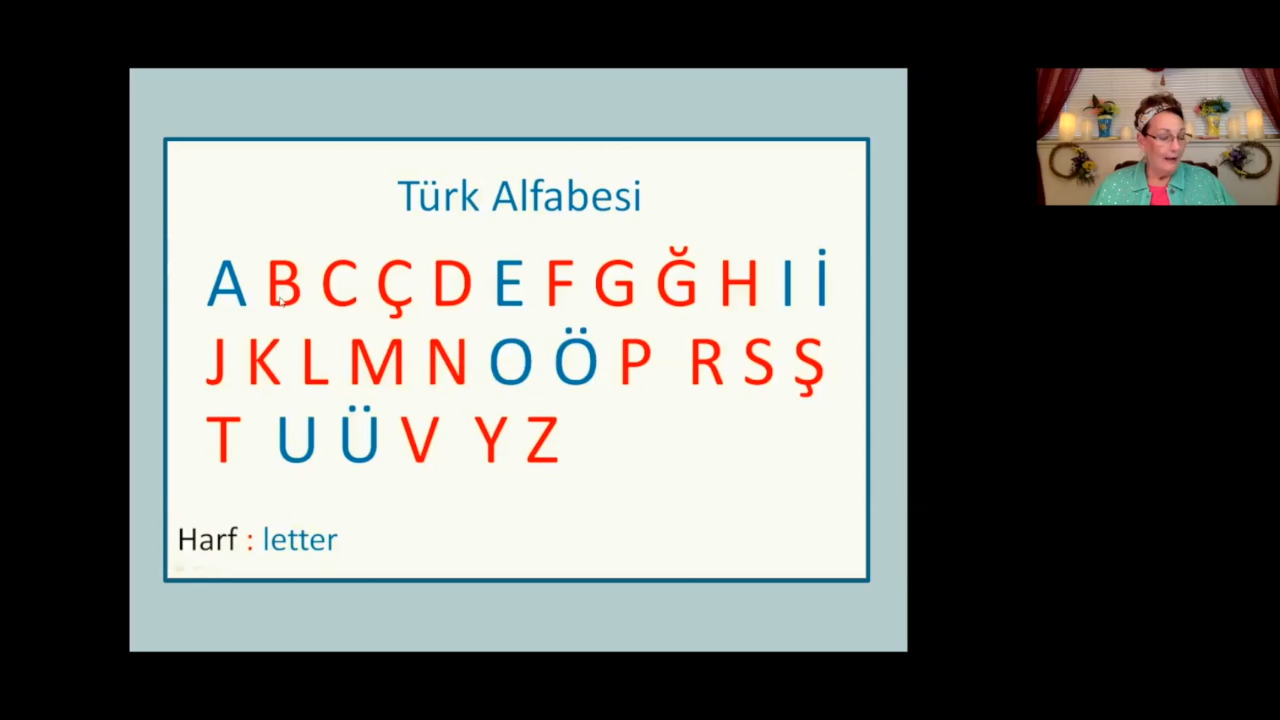 Türk Alfabesi
A B C Ç D E F G Ğ H I İ
J K L M N O Ö P R S Ş
T U Ü V Y Z
Harf : letter